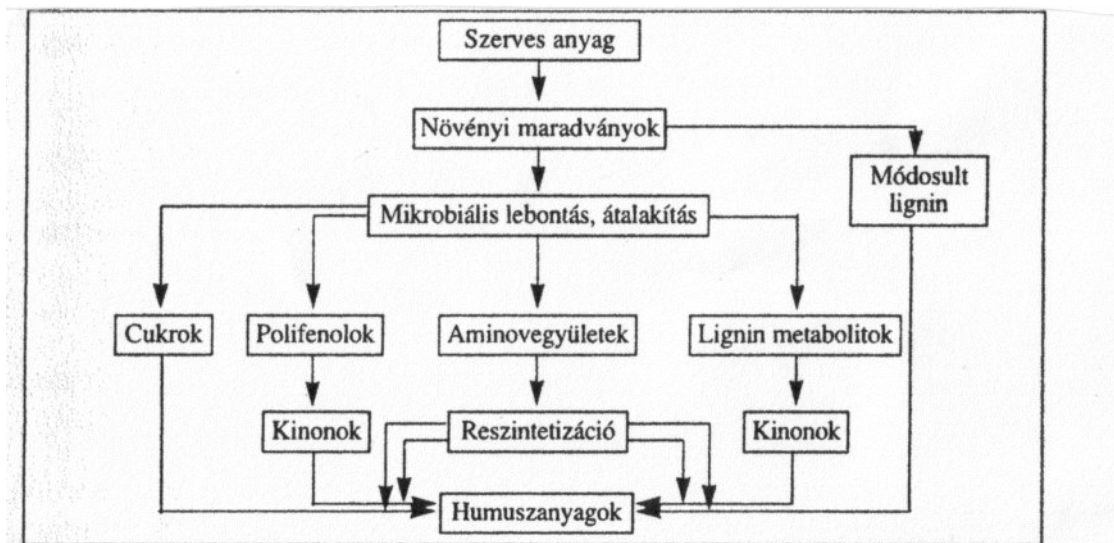 Szerves anyag
Növényi maradványok
Módosult
lignin
Mikrobiális lebontás, átalakítás
Cukrok
Polifenolok
Aminovegyületek
Lignin metabolitok
Kinonok
Reszintetizáció
Kinonok
Humuszanyagok